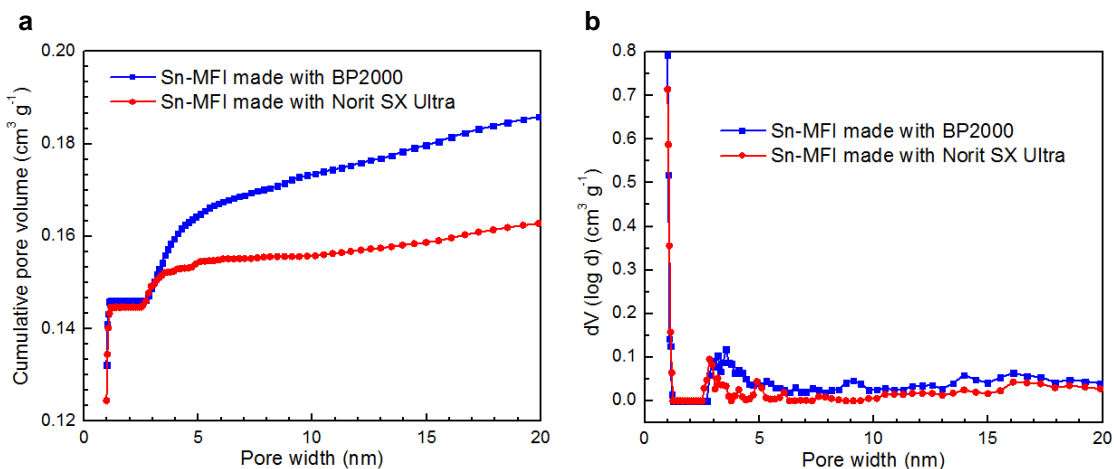 a
0.20
0.18
0.16
0.14
0.12
Cumulative pore volume (cm³ g⁻¹)
Sn-MFI made with BP2000
Sn-MFI made with Norit SX Ultra
0
5
10
15
20
Pore width (nm)
b
0.8
0.7
0.6
0.5
0.4
0.3
0.2
0.1
0.0
dV (log d) (cm³ g⁻¹)
Sn-MFI made with BP2000
Sn-MFI made with Norit SX Ultra
0
5
10
15
20
Pore width (nm)